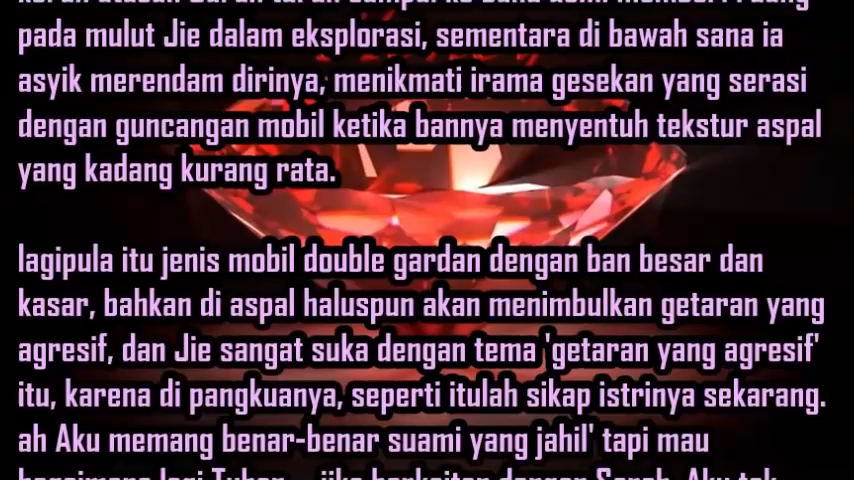 pada mulut Jie dalam eksplorasi, sementara di bawah sana ia
asyik merendam dirinya, menikmati irama gesekan yang serasi
dengan guncangan mobil ketika bannya menyentuh tekstur aspal
yang kadang kurang rata.
lagipula itu jenis mobil double gardan dengan ban besar dan
kasar, bahkan di aspal haluspun akan menimbulkan getaran yang
agresif, dan Jie sangat suka dengan tema 'getaran yang agresif'
itu, karena di pangkuanya, seperti itulah sikap istrinya sekarang.
ah Aku memang benar-benar suami yang jahil' tapi mau